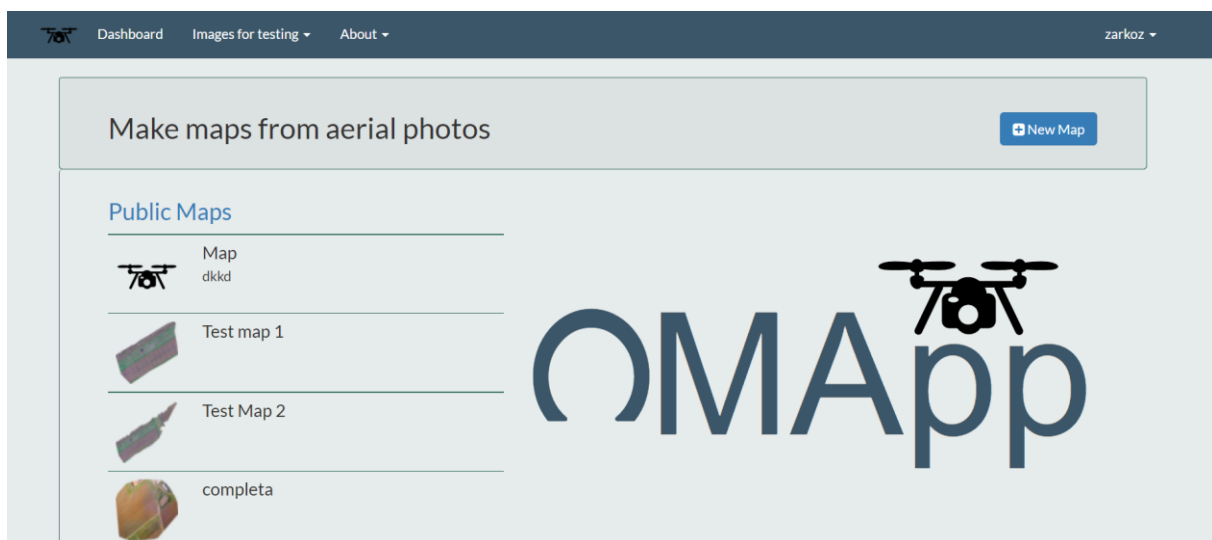 Dashboard Images for testing About zarkoz
Make maps from aerial photos New Map
Public Maps
Map
dkkd
Test map 1
Test Map 2
completa
OMApp